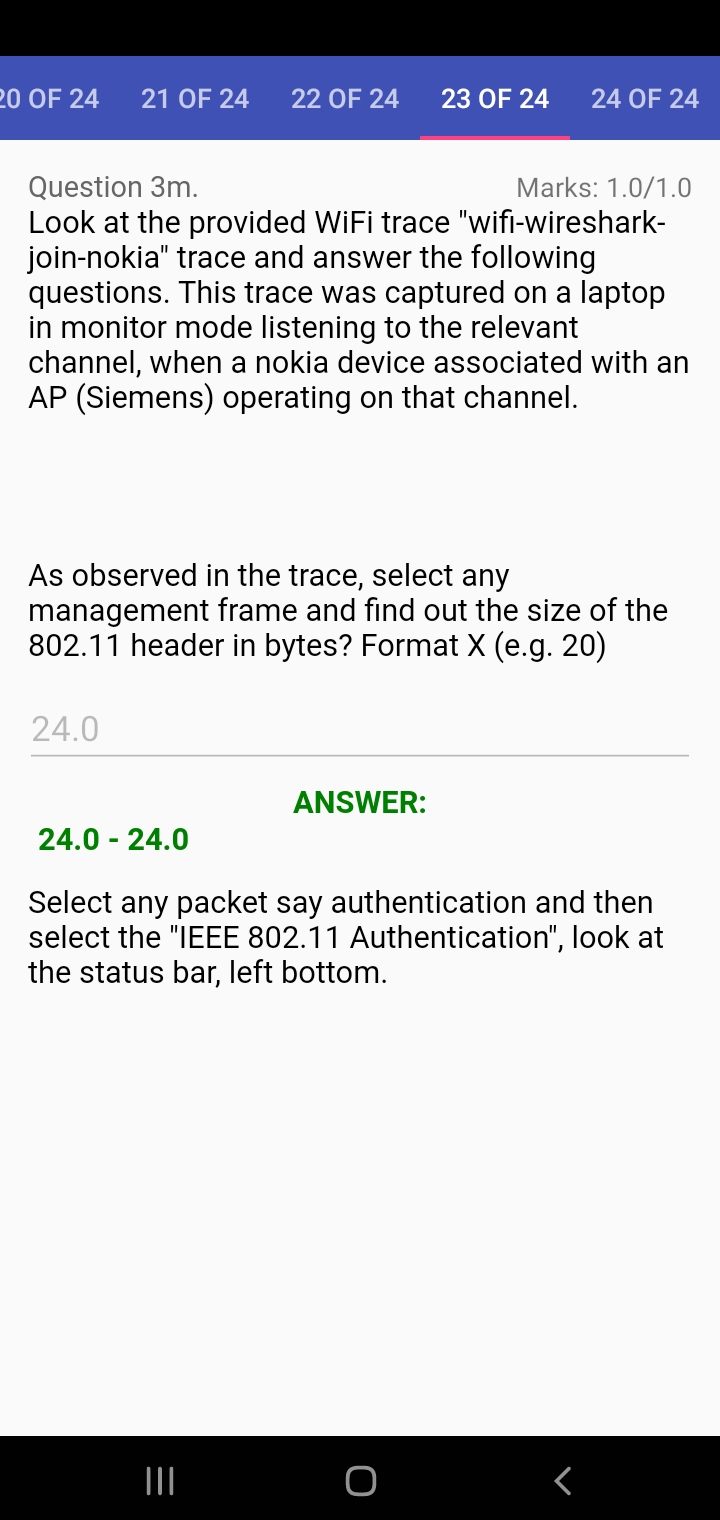 20 OF 24 21 OF 24 22 OF 24 23 OF 24 24 OF 24
Question 3m. Marks: 1.0/1.0
Look at the provided WiFi trace "wifi-wireshark-
join-nokia" trace and answer the following
questions. This trace was captured on a laptop
in monitor mode listening to the relevant
channel, when a nokia device associated with an
AP (Siemens) operating on that channel.
As observed in the trace, select any
management frame and find out the size of the
802.11 header in bytes? Format X (e.g. 20)
24.0
ANSWER:
24.0 - 24.0
Select any packet say authentication and then
select the "IEEE 802.11 Authentication", look at
the status bar, left bottom.